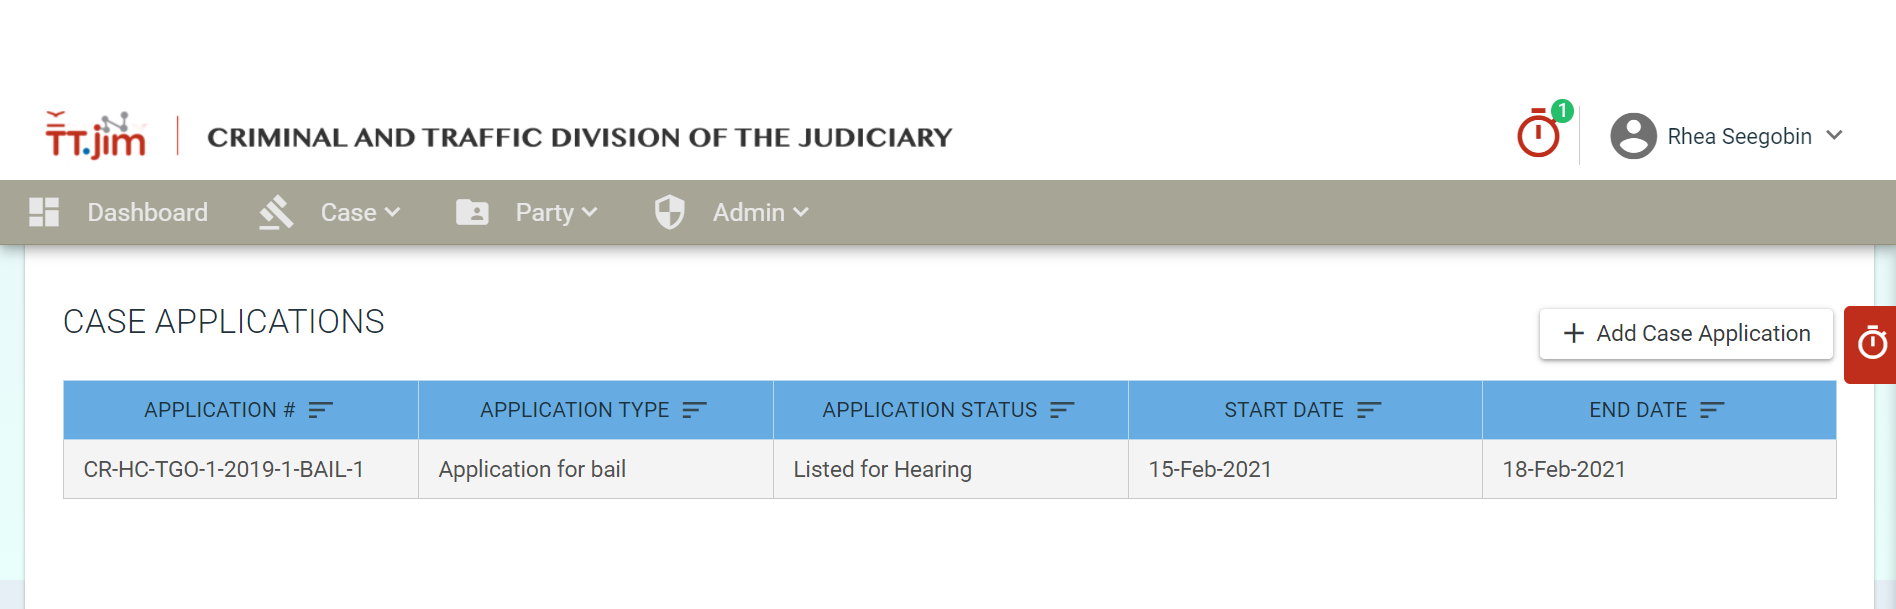 TT.jim
CRIMINAL AND TRAFFIC DIVISION OF THE JUDICIARY
1
Rhea Seegobin
Dashboard
Case
Party
Admin
CASE APPLICATIONS
Add Case Application
APPLICATION # APPLICATION TYPE APPLICATION STATUS START DATE END DATE
CR-HC-TGO-1-2019-1-BAIL-1 Application for bail Listed for Hearing 15-Feb-2021 18-Feb-2021